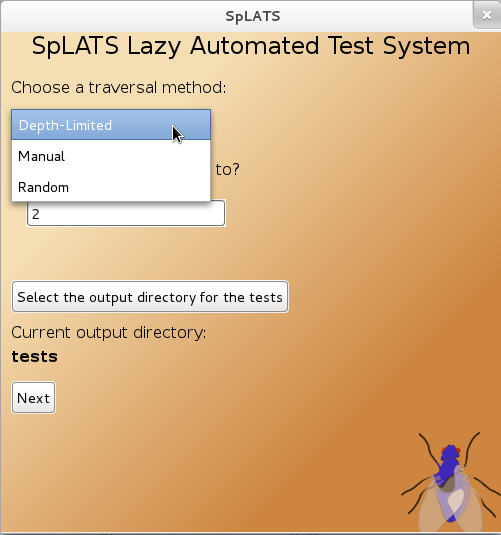 SpLATS
SpLATS Lazy Automated Test System
Choose a traversal method:
Depth-Limited
Manual
Random
to?
2
Select the output directory for the tests
Current output directory:
tests
Next